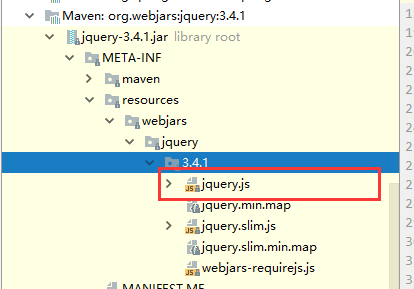 Maven: org.webjars:jquery:3.4.1
jquery-3.4.1.jar library root
META-INF
maven
resources
webjars
jquery
3.4.1
jquery.js
jquery.min.map
jquery.slim.js
jquery.slim.min.map
webjars-requirejs.js
MANIFEST.MF